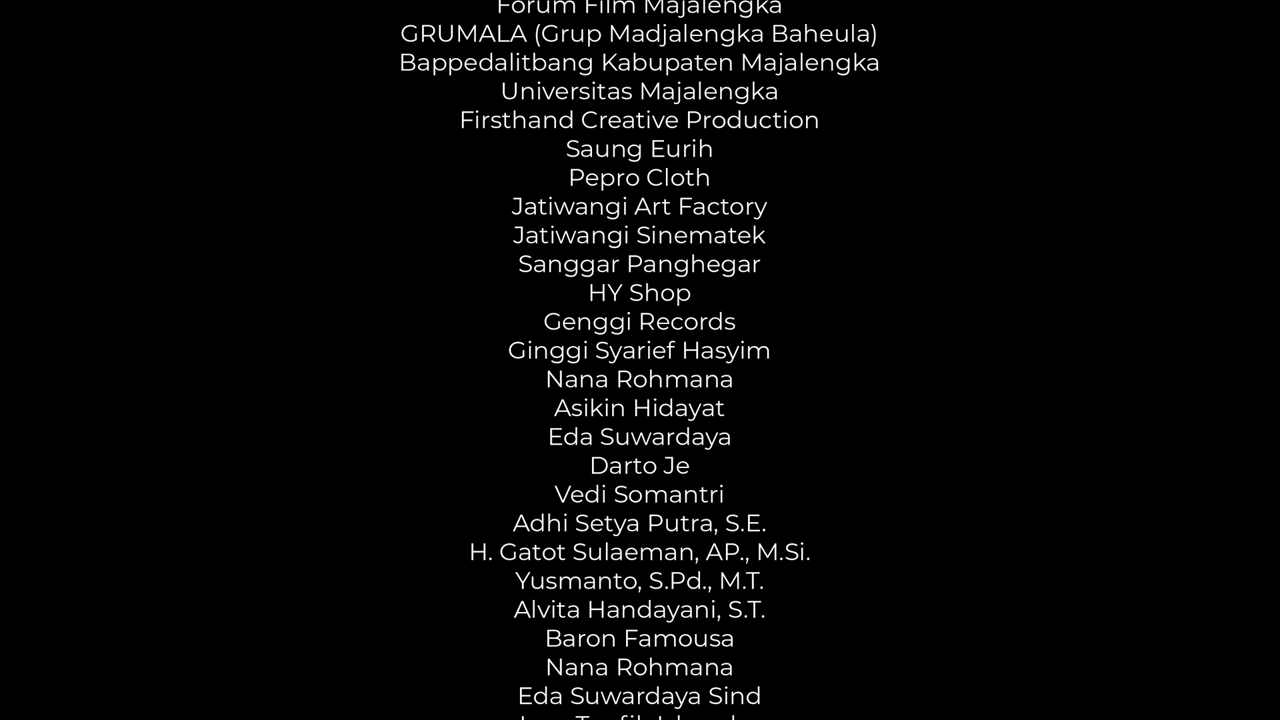 Forum Film Majalengka
GRUMALA (Grup Madjalengka Baheula)
Bappedalitbang Kabupaten Majalengka
Universitas Majalengka
Firsthand Creative Production
Saung Eurih
Pepro Cloth
Jatiwangi Art Factory
Jatiwangi Sinematek
Sanggar Panghegar
HY Shop
Genggi Records
Ginggi Syarief Hasyim
Nana Rohmana
Asikin Hidayat
Eda Suwardaya
Darto Je
Vedi Somantri
Adhi Setya Putra, S.E.
H. Gatot Sulaeman, AP., M.Si.
Yusmanto, S.Pd., M.T.
Alvita Handayani, S.T.
Baron Famousa
Nana Rohmana
Eda Suwardaya Sind